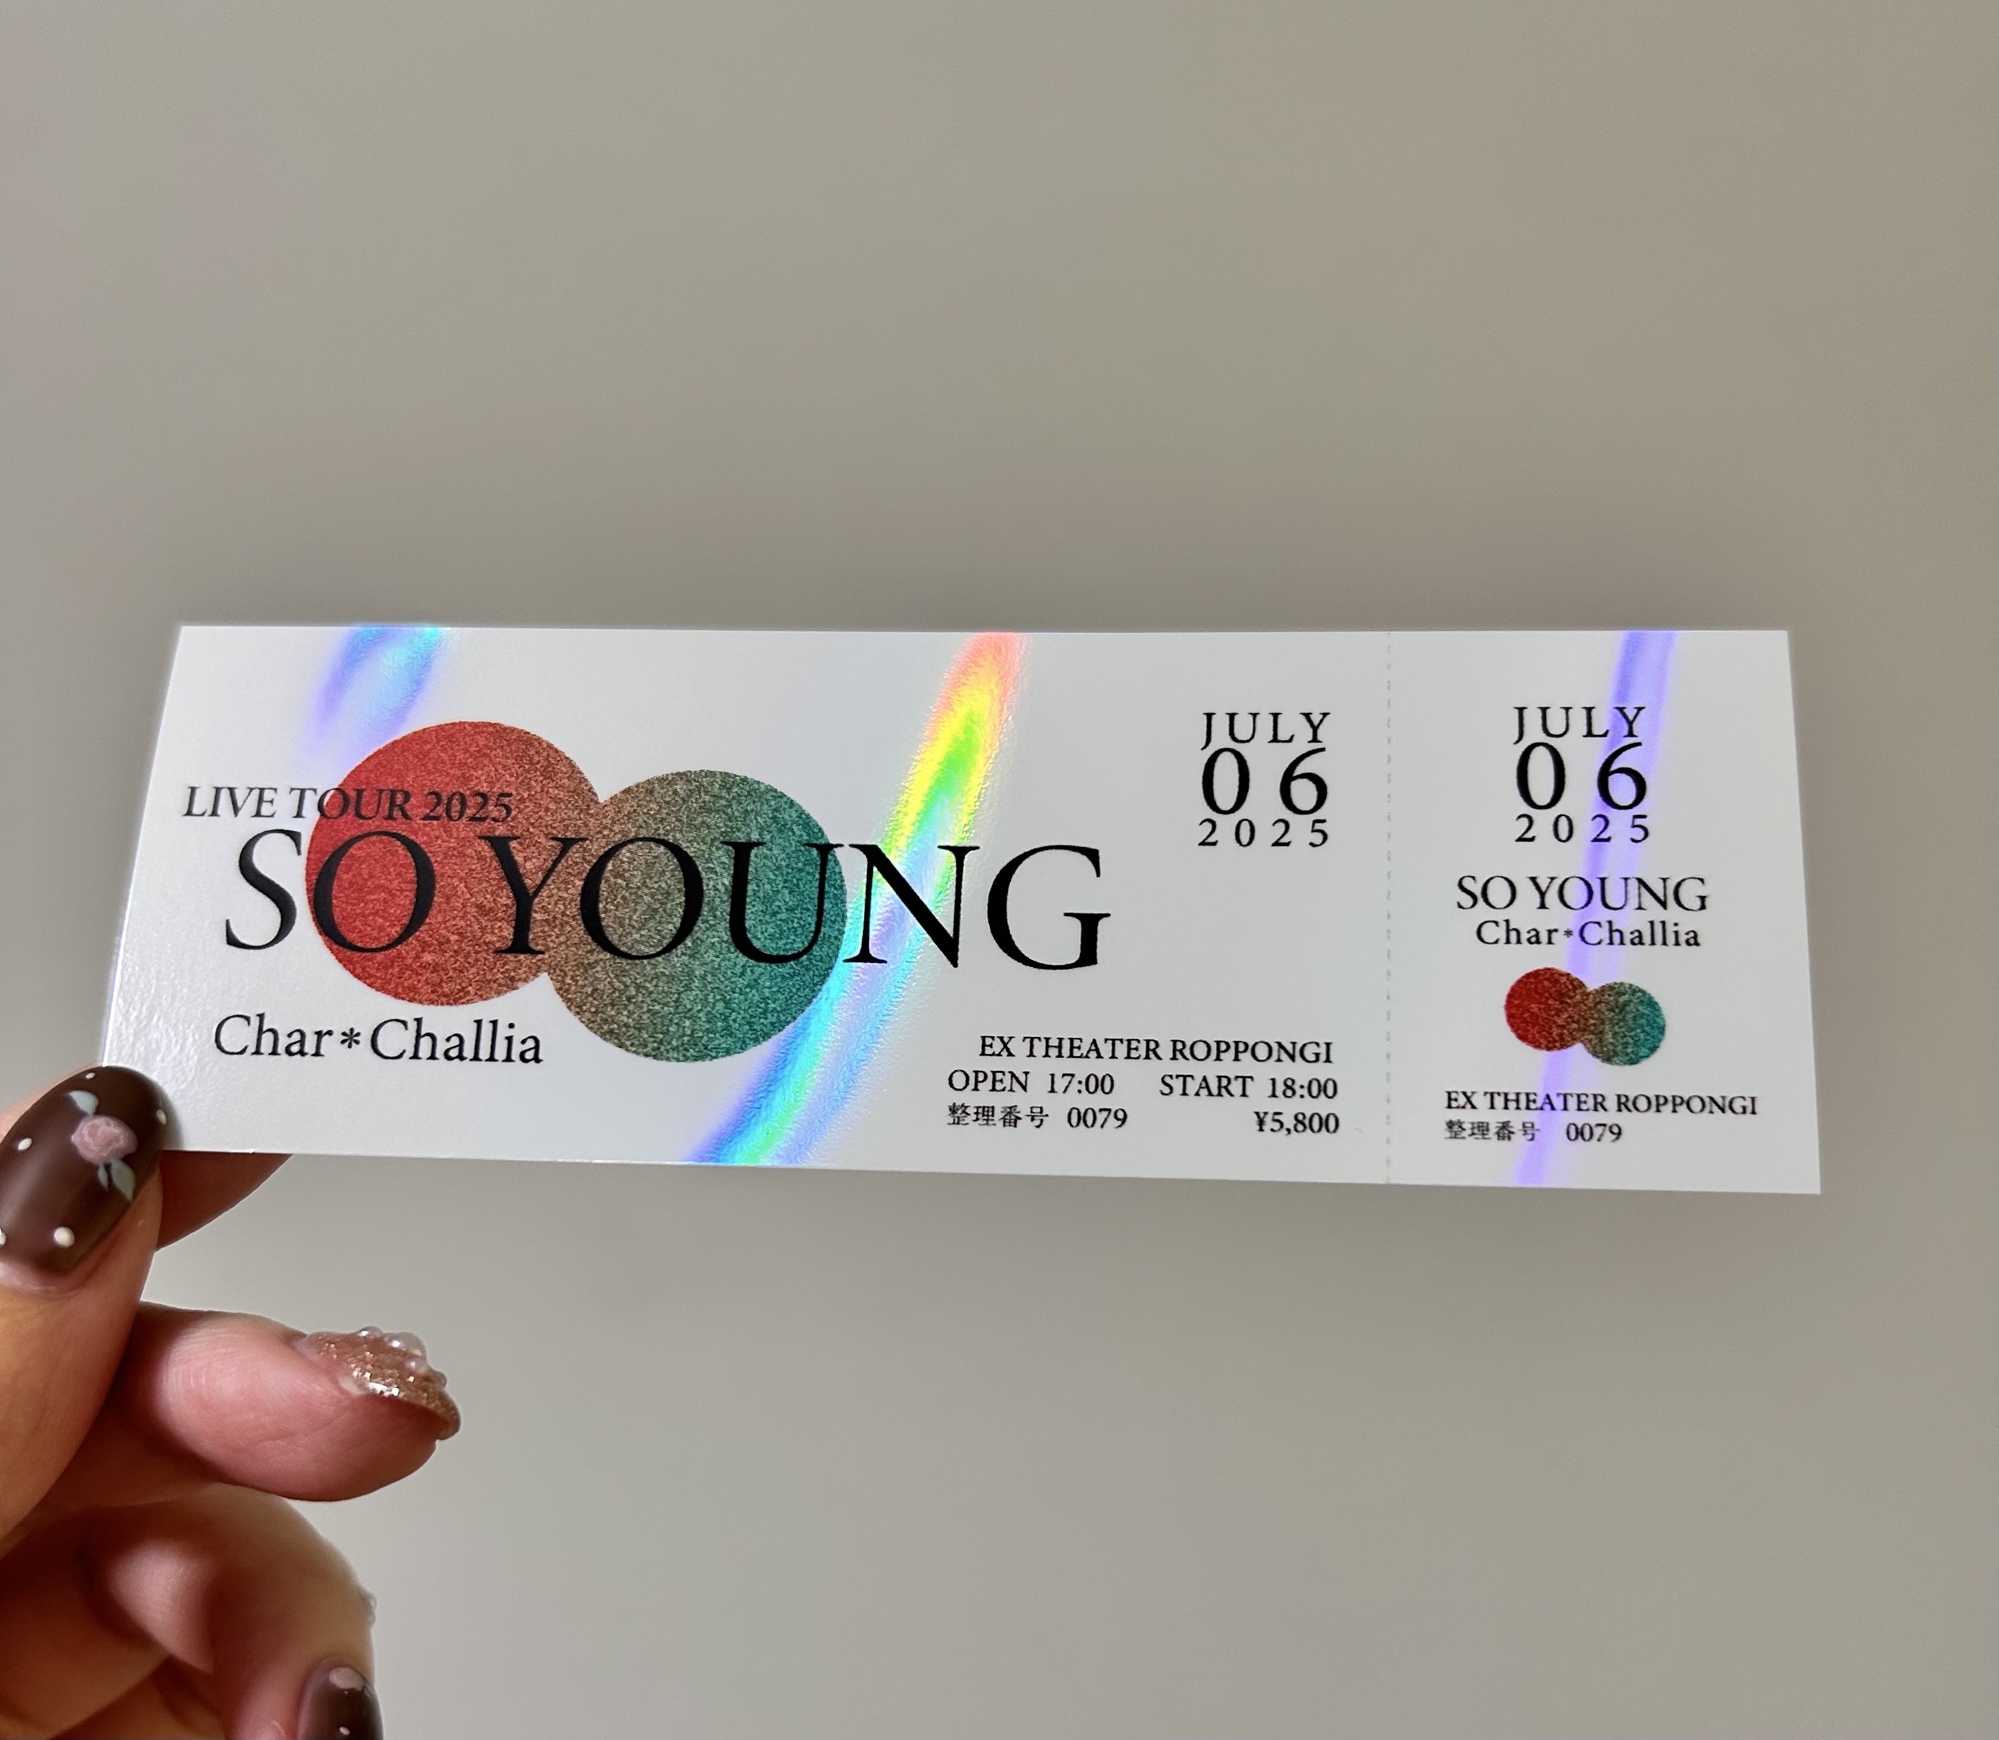 LIVE TOUR 2025
SO YOUNG
Char*Challia
JULY
06
2025
EX THEATER ROPPONGI
OPEN 17:00 START 18:00
整理番号 0079 ¥5,800
JULY
06
2025
SO YOUNG
Char*Challia
EX THEATER ROPPONGI
整理番号 0079